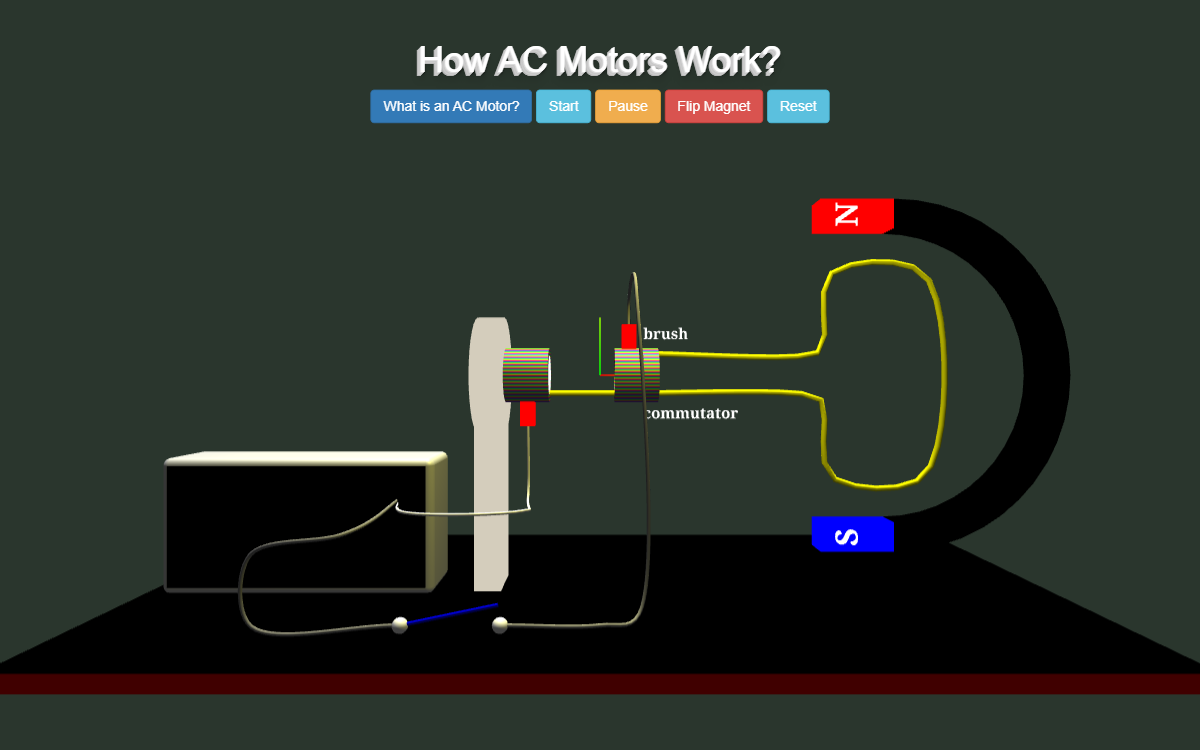 How AC Motors Work?
What is an AC Motor? Start Pause Flip Magnet Reset
N
brush
commutator
S